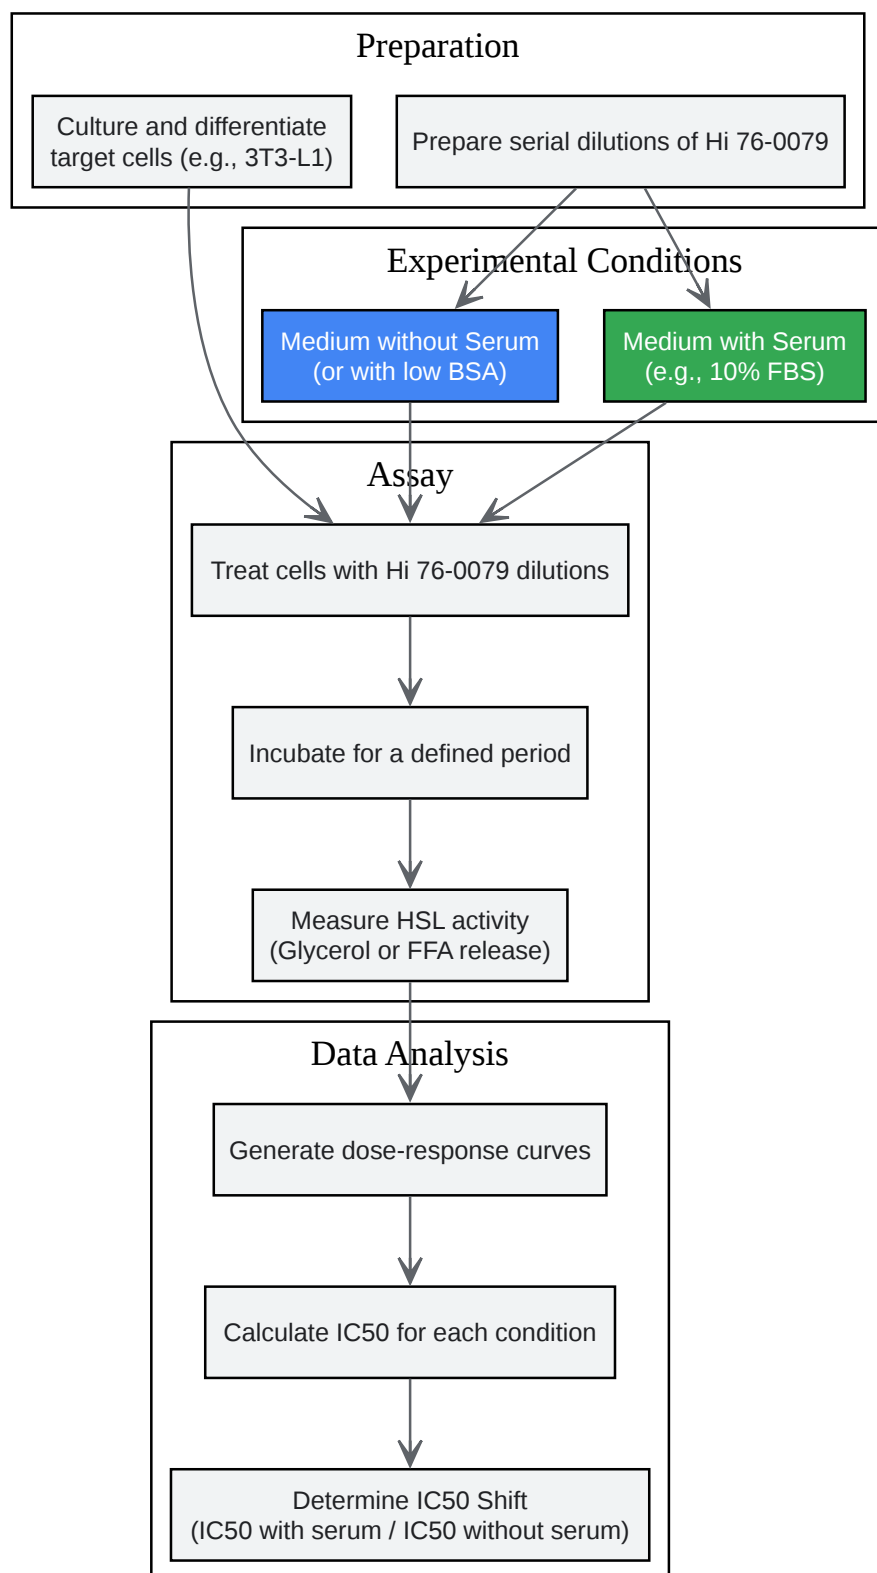 Preparation
Culture and differentiate
target cells (e.g., 3T3-L1)
Prepare serial dilutions of Hi 76-0079
Experimental Conditions
Medium without Serum
(or with low BSA)
Medium with Serum
(e.g., 10% FBS)
Assay
Treat cells with Hi 76-0079 dilutions
Incubate for a defined period
Measure HSL activity
(Glycerol or FFA release)
Data Analysis
Generate dose-response curves
Calculate IC50 for each condition
Determine IC50 Shift
(IC50 with serum / IC50 without serum)